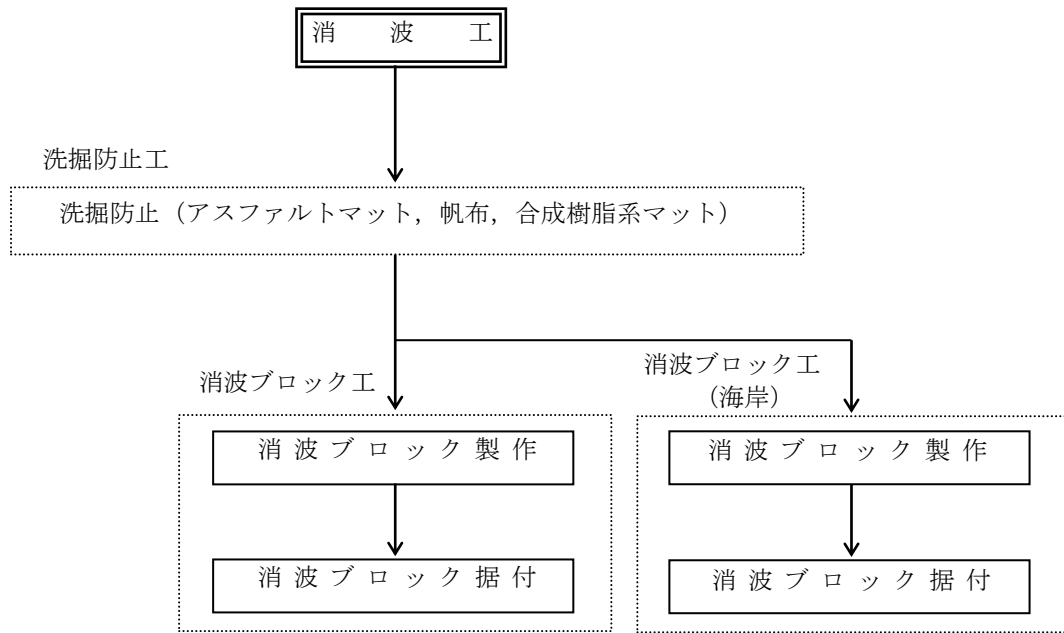 消波工
洗掘防止工
洗掘防止（アスファルトマット，帆布，合成樹脂系マット）
消波ブロック工
消波ブロック製作
消波ブロック据付
消波ブロック工
（海岸）
消波ブロック製作
消波ブロック据付